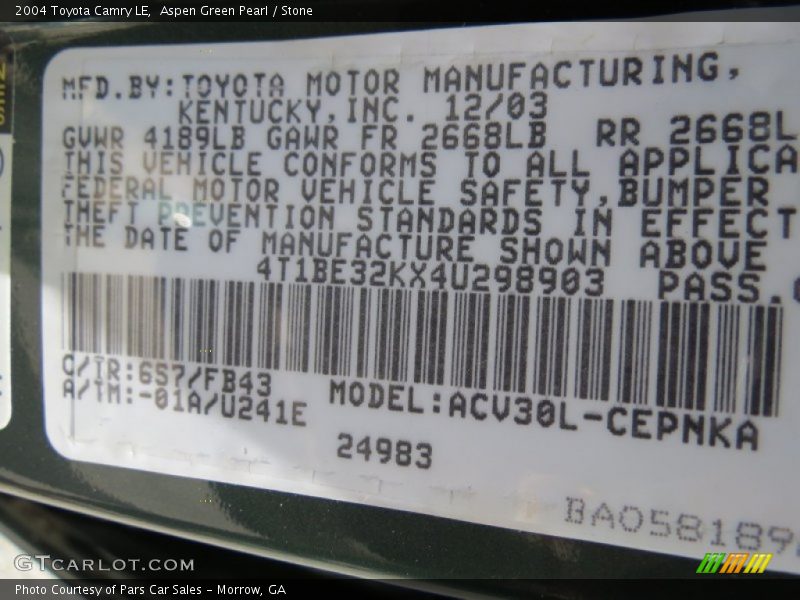 2004 Toyota Camry LE,  Aspen Green Pearl / Stone
MFD.BY:TOYOTA MOTOR MANUFACTURING,
KENTUCKY,INC. 12/03
GVWR 4189LB GAWR FR 2668LB RR 2668L
THIS VEHICLE CONFORMS TO ALL APPLICA
FEDERAL MOTOR VEHICLE SAFETY,BUMPER
THEFT PREVENTION STANDARDS IN EFFECT
THE DATE OF MANUFACTURE SHOWN ABOVE
4T1BE32KX4U298903 PASS.
C/TR:6S7/FB43
A/TM:-01A/U241E
MODEL:ACV30L-CEPNKA
24983
BA058189
GTCARLOT.COM
Photo Courtesy of Pars Car Sales - Morrow, GA